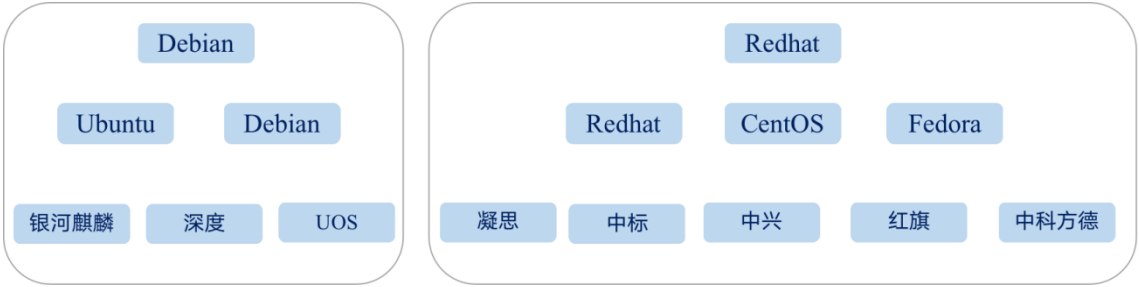 Debian
Ubuntu
Debian
银河麒麟
深度
UOS
Redhat
Redhat
CentOS
Fedora
凝思
中标
中兴
红旗
中科方德